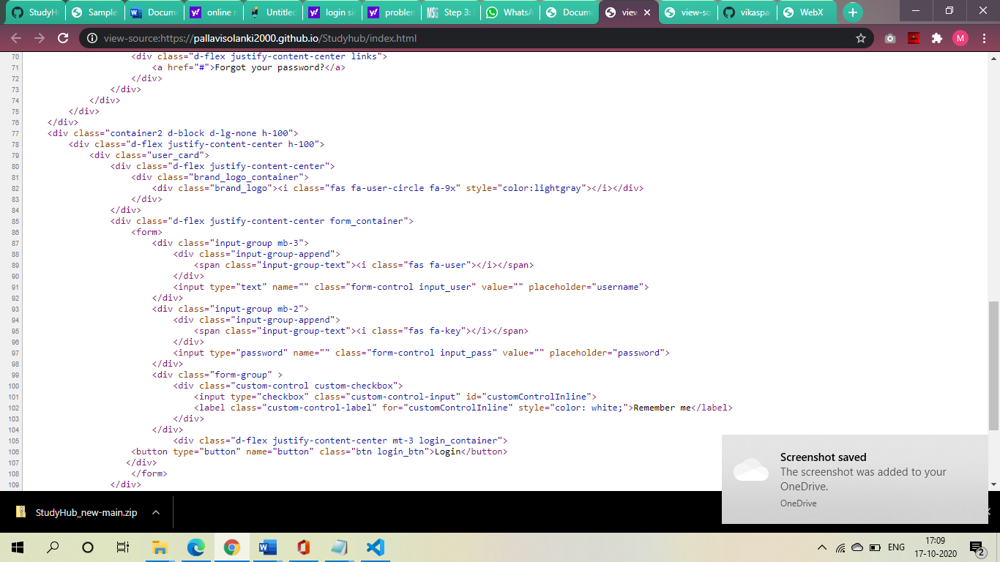 StudyHu Sample Docume online r Untitled login si problem Step 3: WhatsA Docume view- view-so vikaspa WebX
view-source:https://pallavisolanki2000.github.io/Studyhub/index.html M
70 <div class="d-flex justify-content-center links">
71 <a href="#">Forgot your password?</a>
72 </div>
73 </div>
74 </div>
75 </div>
76 </div>
77 <div class="container2 d-block d-lg-none h-100">
78 <div class="d-flex justify-content-center h-100">
79 <div class="user_card">
80 <div class="d-flex justify-content-center">
81 <div class="brand_logo_container">
82 <div class="brand_logo"><i class="fas fa-user-circle fa-9x" style="color:lightgray"></i></div>
83 </div>
84 </div>
85 <div class="d-flex justify-content-center form_container">
86 <form>
87 <div class="input-group mb-3">
88 <div class="input-group-append">
89 <span class="input-group-text"><i class="fas fa-user"></i></span>
90 </div>
91 <input type="text" name="" class="form-control input_user" value="" placeholder="username">
92 </div>
93 <div class="input-group mb-2">
94 <div class="input-group-append">
95 <span class="input-group-text"><i class="fas fa-key"></i></span>
96 </div>
97 <input type="password" name="" class="form-control input_pass" value="" placeholder="password">
98 </div>
99 <div class="form-group" >
100 <div class="custom-control custom-checkbox">
101 <input type="checkbox" class="custom-control-input" id="customControlInline">
102 <label class="custom-control-label" for="customControlInline" style="color: white;">Remember me</label>
103 </div>
104 </div>
105 <div class="d-flex justify-content-center mt-3 login_container">
106 <button type="button" name="button" class="btn login_btn">Login</button>
107 </div>
108 </form>
109 </div>
Screenshot saved
The screenshot was added to your
OneDrive.
OneDrive
StudyHub_new-main.zip
ENG 17:09
17-10-2020 2